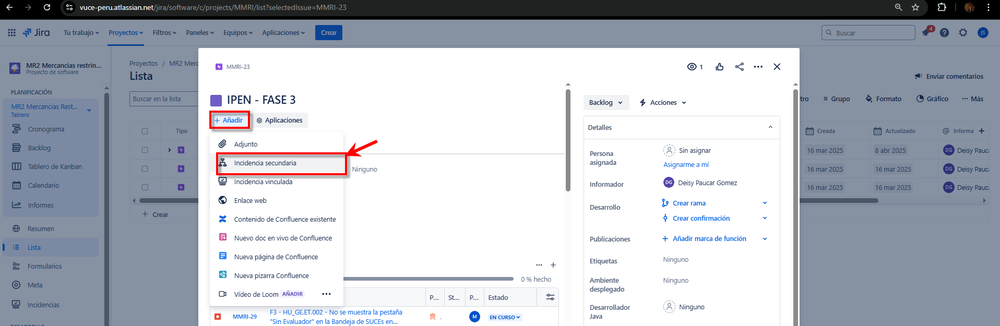 vuce-peru.atlassian.net/jira/software/c/projects/MMRI/list?selectedIssue=MMRI-23
Jira
Tu trabajo
Proyectos
Filtros
Paneles
Equipos
Aplicaciones
Crear
Buscar
4
JS
MR2 Mercancias restrin...
Proyecto de software
PLANIFICACIÓN
MR2 Mercancias Rest...
Tablero
Cronograma
Backlog
Tablero de Kanban
Calendario
Informes
Resumen
Lista
Formularios
Meta
Incidencias
Proyectos / MR2 Merc
Lista
Buscar en la lista
Tipo
+ Crear
MMRI-23
1
IPEN - FASE 3
+ Añadir
Aplicaciones
Adjunto
Incidencia secundaria
Incidencia vinculada
Enlace web
Contenido de Confluence existente
Nuevo doc en vivo de Confluence
Nueva página de Confluence
Nueva pizarra Confluence
Vídeo de Loom AÑADIR
Ninguno
0 % hecho
P... St... P... Estado
MMRI-29
F3 - HU_GE.ET.002 - No se muestra la pestaña
"Sin Evaluador" en la Bandeja de SUCEs en...
M
EN CURSO
Backlog
Acciones
Detalles
Persona
asignada
Sin asignar
Asignarme a mí
Informador
DG Deisy Paucar Gomez
Desarrollo
Crear rama
Crear confirmación
Publicaciones
+ Añadir marca de función
Etiquetas
Ninguno
Ambiente
desplegado
Ninguno
Desarrollador
Java
Ninguno
Enviar comentarios
tro
Grupo
Formato
Gráfico
Más
Creada
Actualizado
Informa
16 mar 2025 8 abr 2025 DG Deisy Pauca
16 mar 2025 16 mar 2025 DG Deisy Pauca
16 mar 2025 16 mar 2025 DG Deisy Pauca